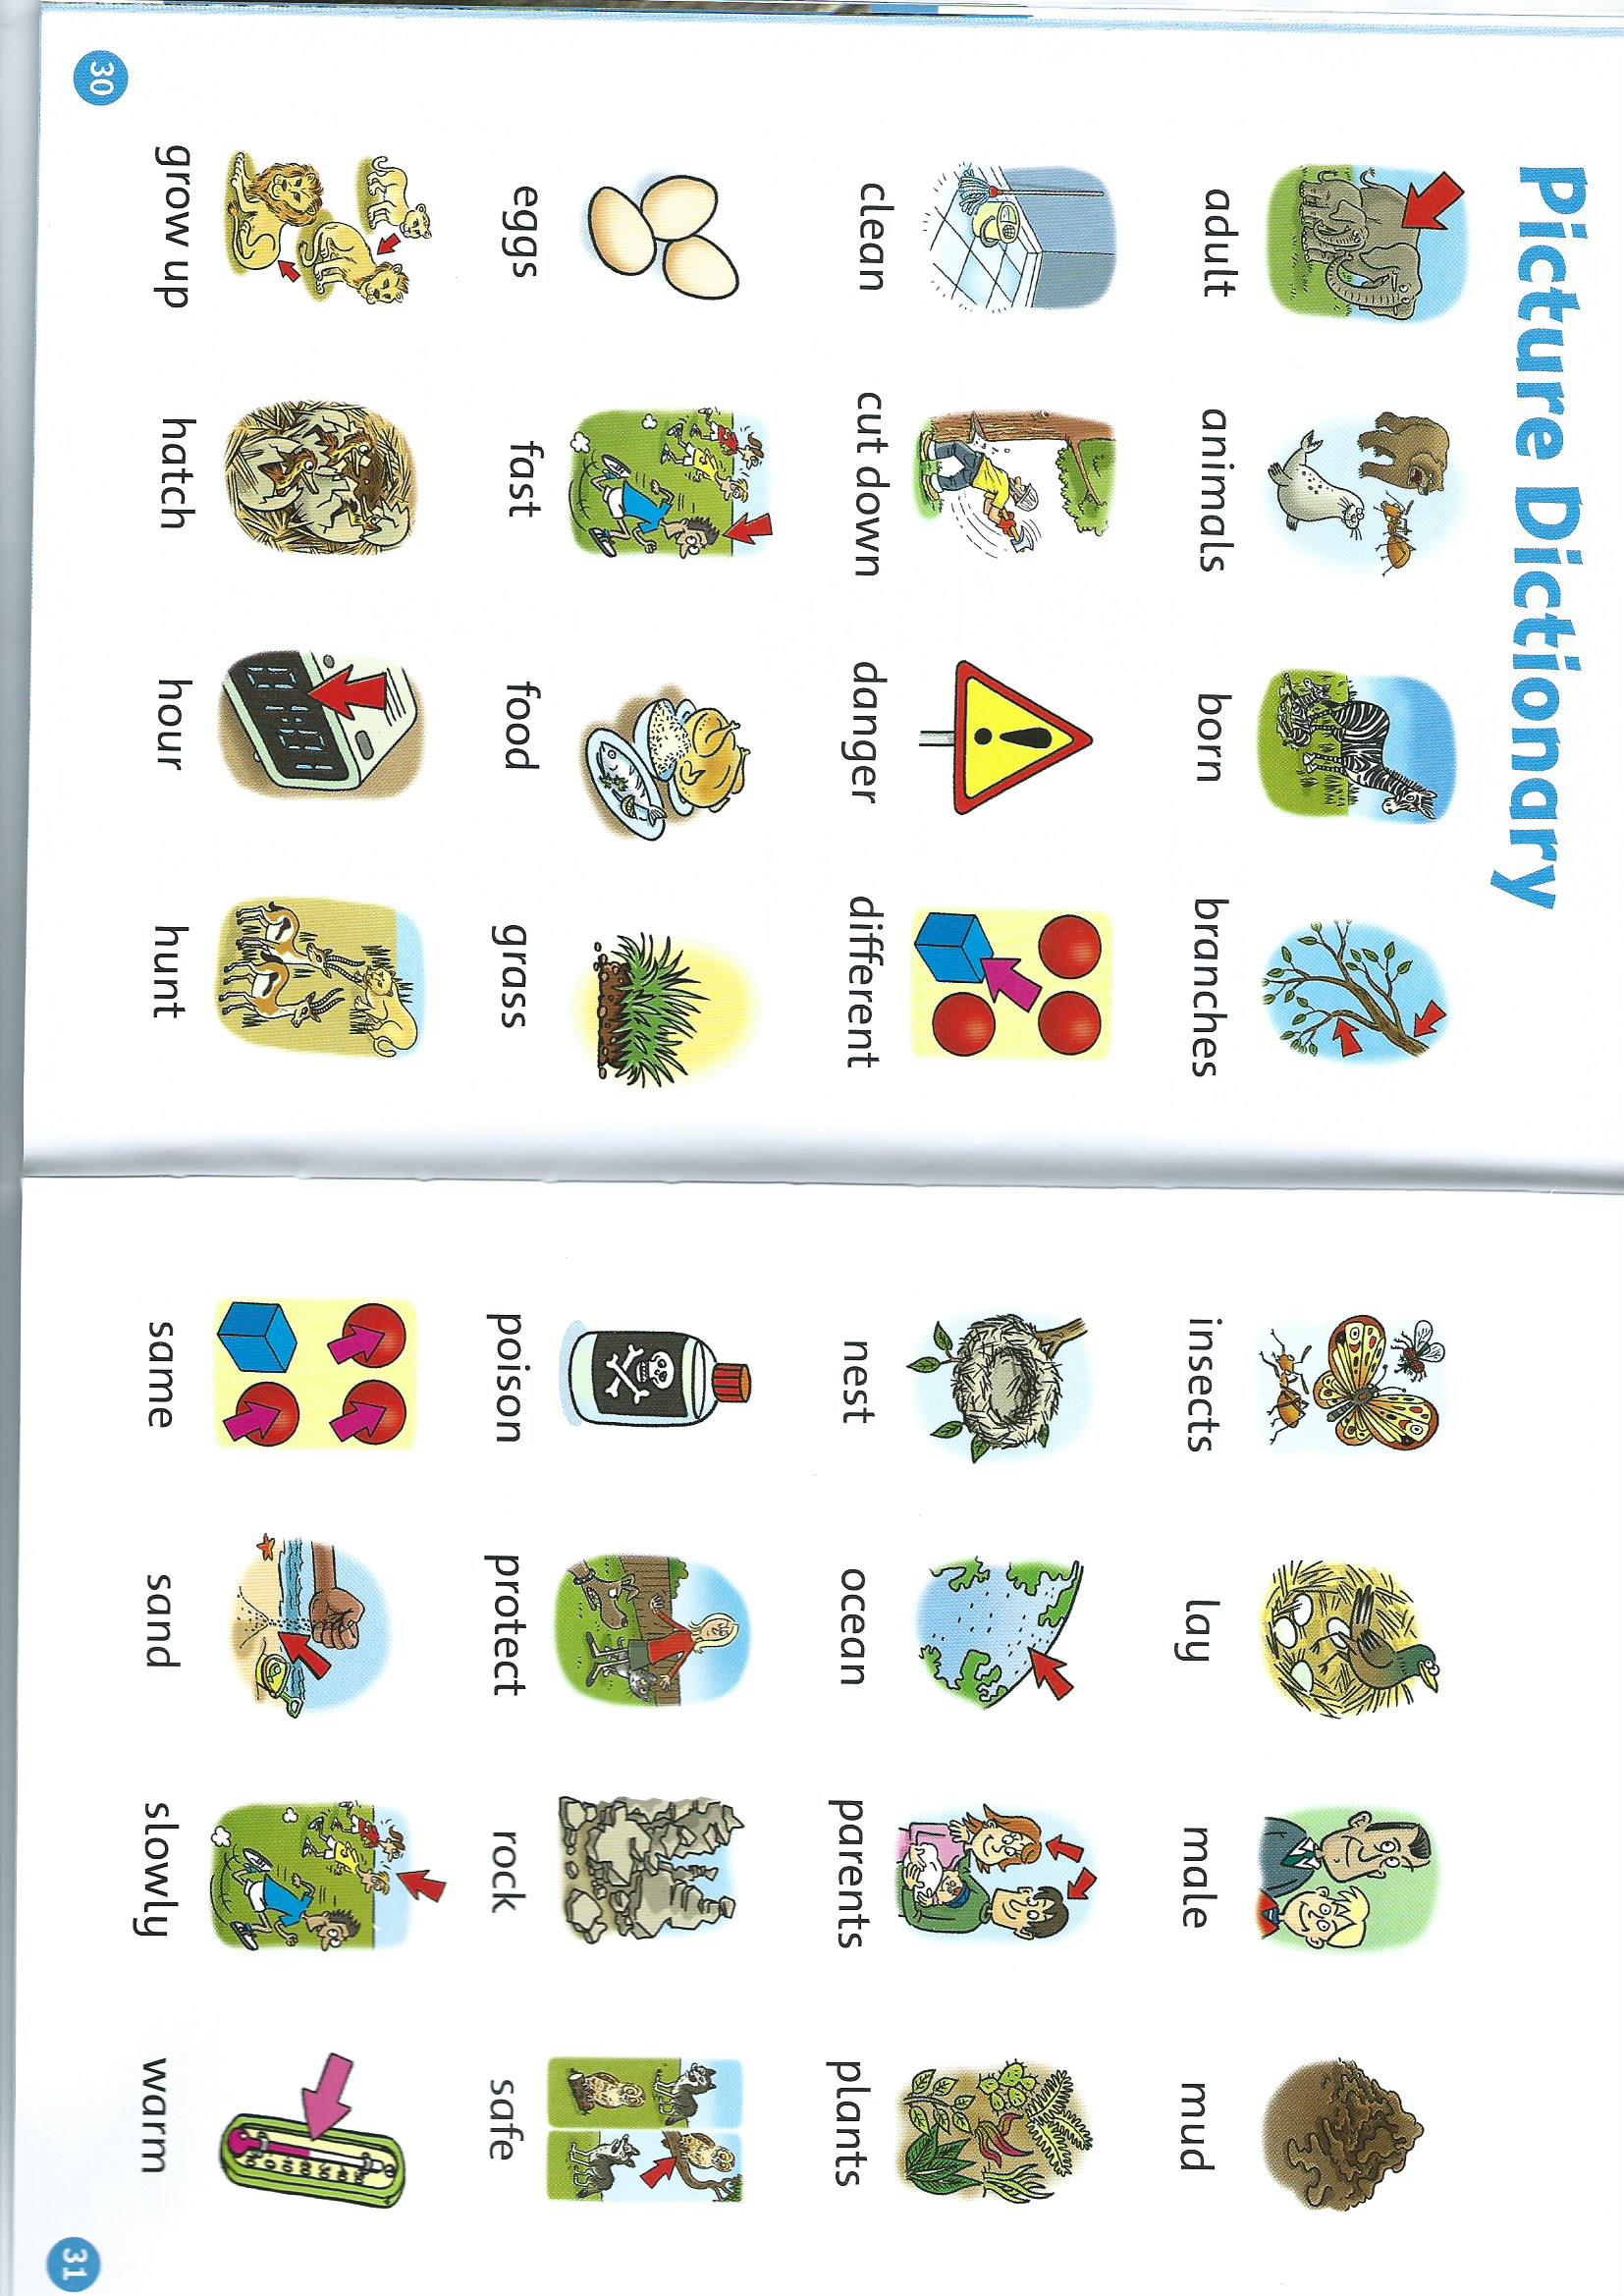 Picture Dictionary
adult animals born branches
clean cut down danger different
eggs fast food grass
grow up hatch hour hunt
30
insects lay male mud
nest ocean parents plants
poison protect rock safe
same sand slowly warm
31